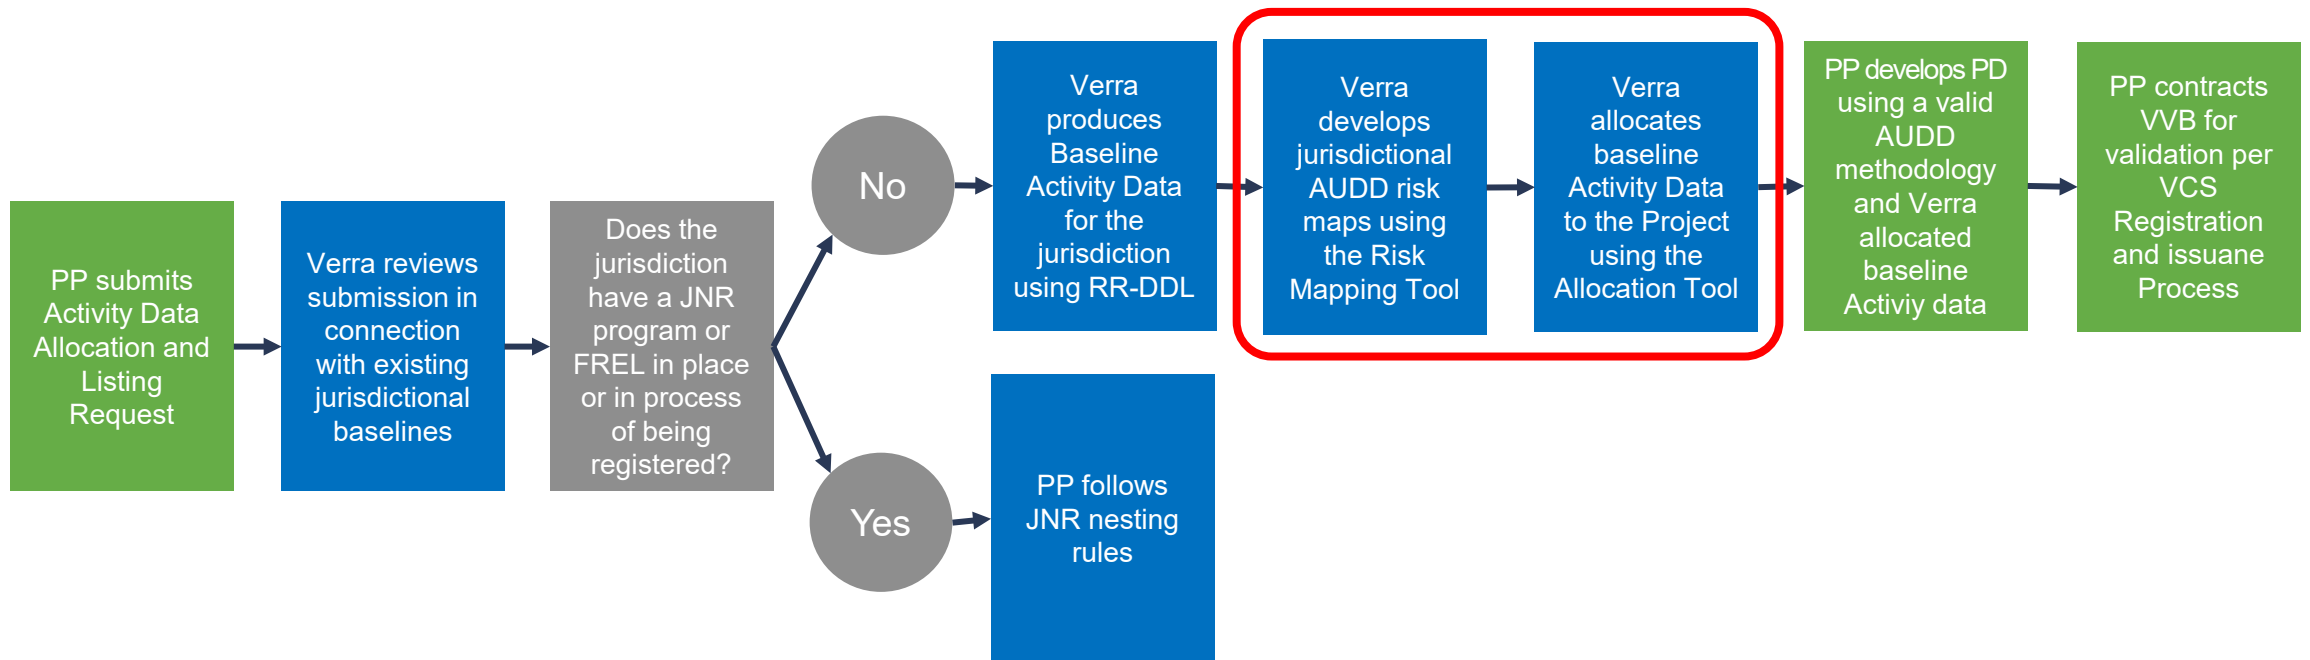 PP submits
Activity Data
Allocation and
Listing
Request
Verra reviews
submission in
connection
with existing
jurisdictional
baselines
Does the
jurisdiction
have a JNR
program or
FREL in place
or in process
of being
registered?
No
Verra
produces
Baseline
Activity Data
for the
jurisdiction
using RR-DDL
Verra
develops
jurisdictional
AUDD risk
maps using
the Risk
Mapping Tool
Verra
allocates
baseline
Activity Data
to the Project
using the
Allocation Tool
PP develops PD
using a valid
AUDD
methodology
and Verra
allocated
baseline
Activiy data
PP contracts
VVB for
validation per
VCS
Registration
and issuane
Process
Yes
PP follows
JNR nesting
rules